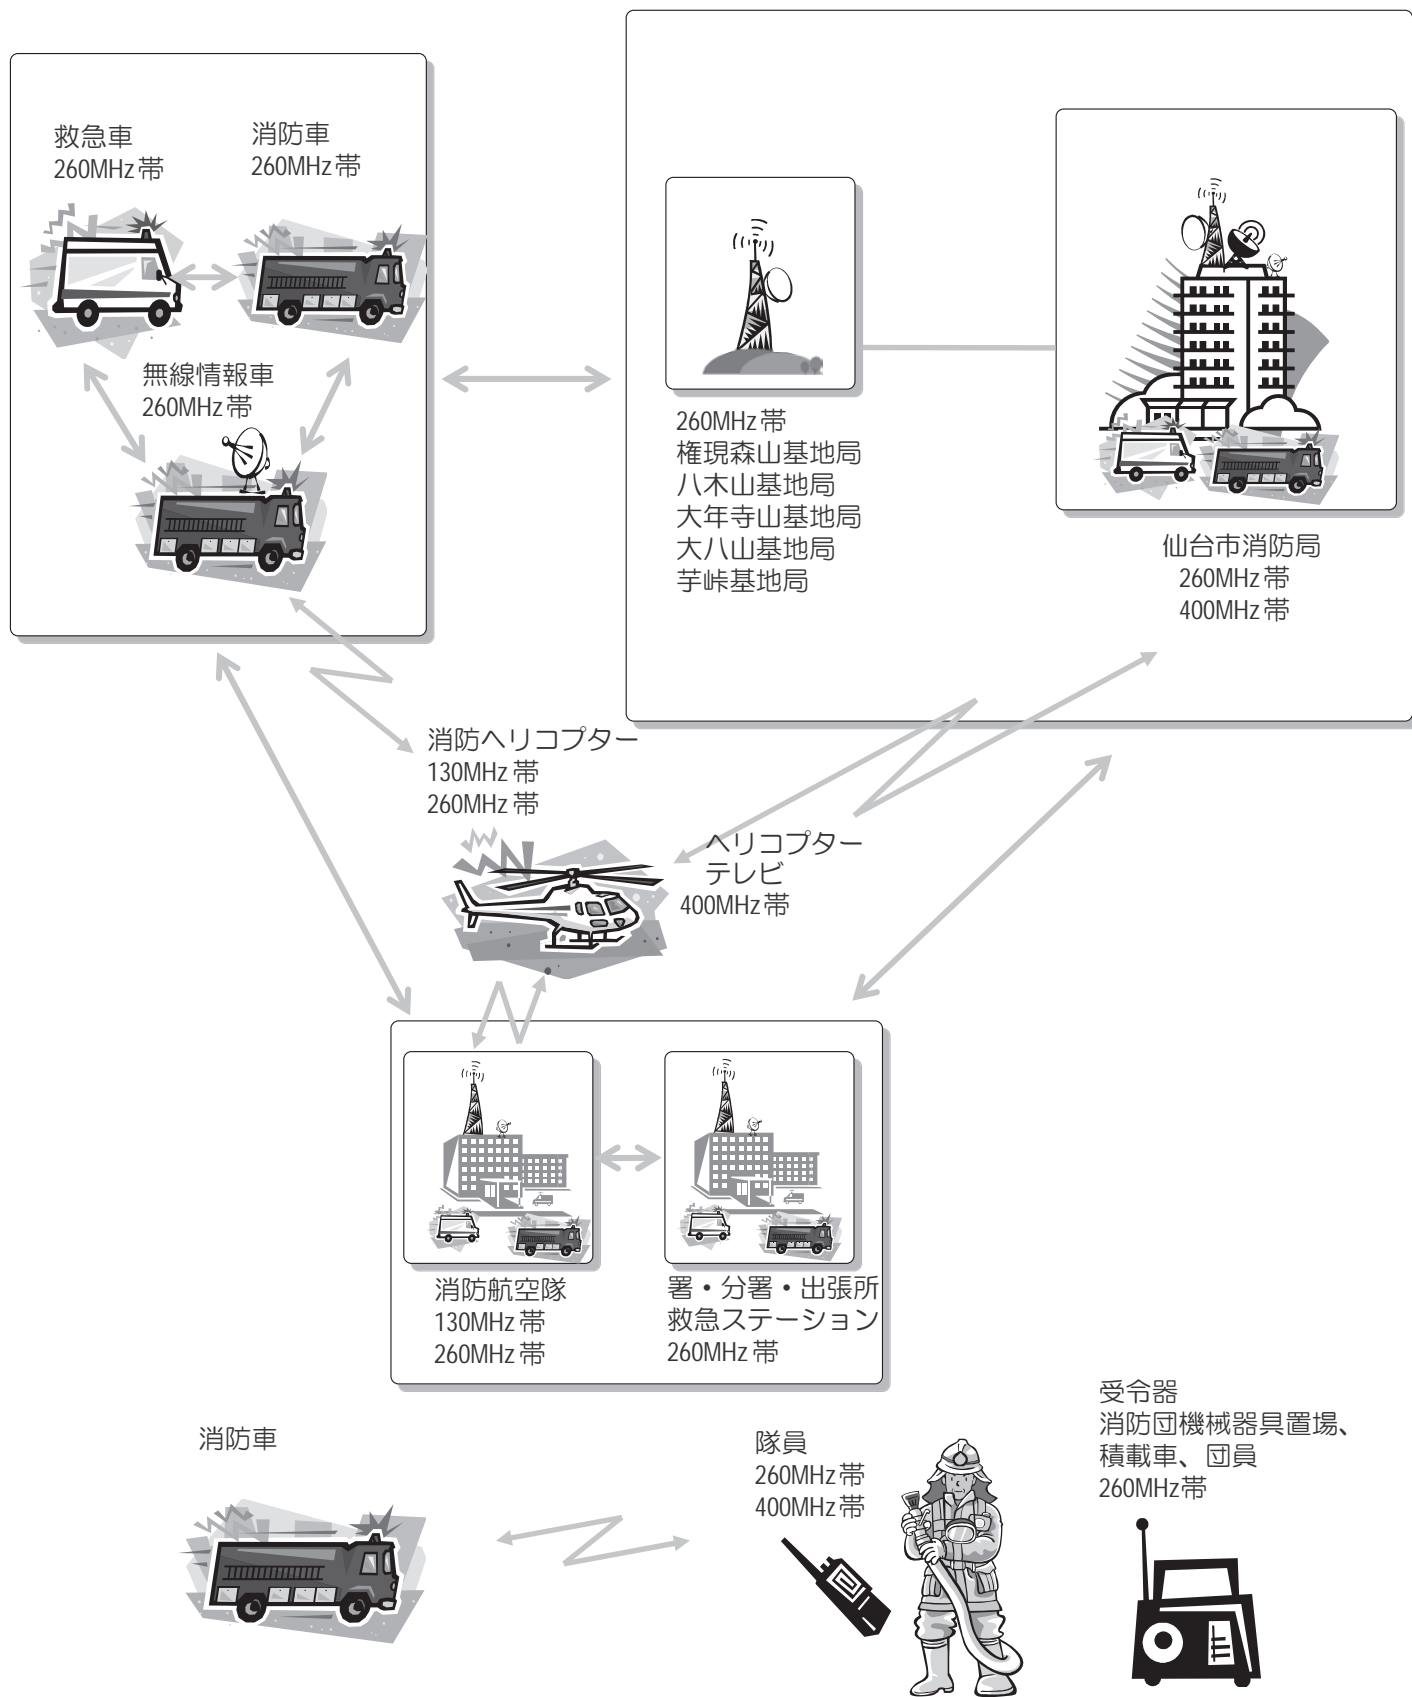 救急車
260MHz帯
消防車
260MHz帯
無線情報車
260MHz帯
260MHz帯
権現森山基地局
八木山基地局
大年寺山基地局
大八山基地局
芋峠基地局
仙台市消防局
260MHz帯
400MHz帯
消防ヘリコプター
130MHz帯
260MHz帯
ヘリコプター
テレビ
400MHz帯
消防航空隊
130MHz帯
260MHz帯
署・分署・出張所
救急ステーション
260MHz帯
消防車
隊員
260MHz帯
400MHz帯
受令器
消防団機械器具置場、
積載車、団員
260MHz帯